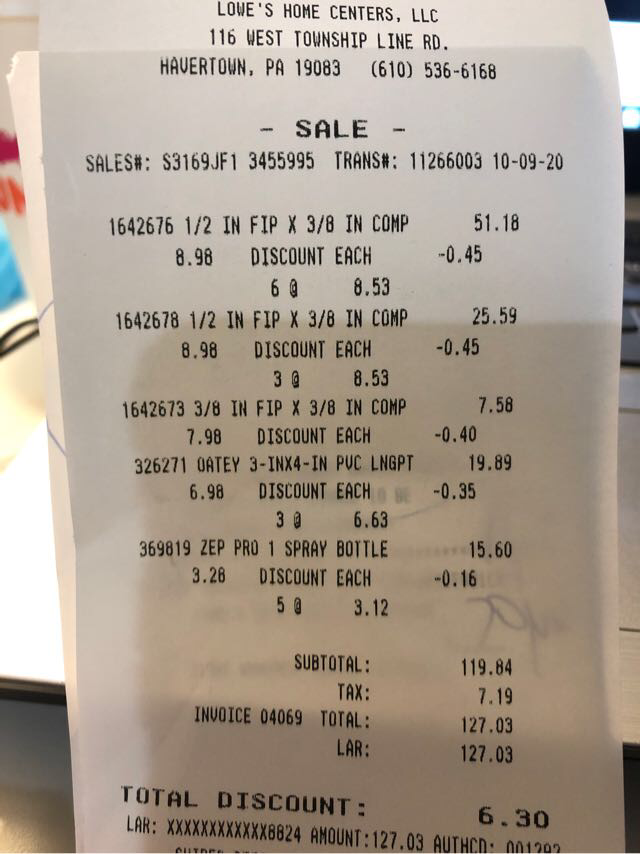 LOWE'S HOME CENTERS, LLC
116 WEST TOWNSHIP LINE RD.
HAVERTOWN, PA 19083 (610) 536-6168
- SALE -
SALES#: S3169JF1 3455995 TRANS#: 11266003 10-09-20
1642676 1/2 IN FIP X 3/8 IN COMP 51.18
8.98 DISCOUNT EACH -0.45
6 @ 8.53
1642678 1/2 IN FIP X 3/8 IN COMP 25.59
8.98 DISCOUNT EACH -0.45
3 @ 8.53
1642673 3/8 IN FIP X 3/8 IN COMP 7.58
7.98 DISCOUNT EACH -0.40
326271 OATEY 3-INX4-IN PVC LNGPT 19.89
6.98 DISCOUNT EACH -0.35
3 @ 6.63
369819 ZEP PRO 1 SPRAY BOTTLE 15.60
3.28 DISCOUNT EACH -0.16
5 @ 3.12
SUBTOTAL: 119.84
TAX: 7.19
INVOICE 04069 TOTAL: 127.03
LAR: 127.03
TOTAL DISCOUNT: 6.30
LAR: XXXXXXXXXXXX8824 AMOUNT:127.03 AUTHCD: 001292